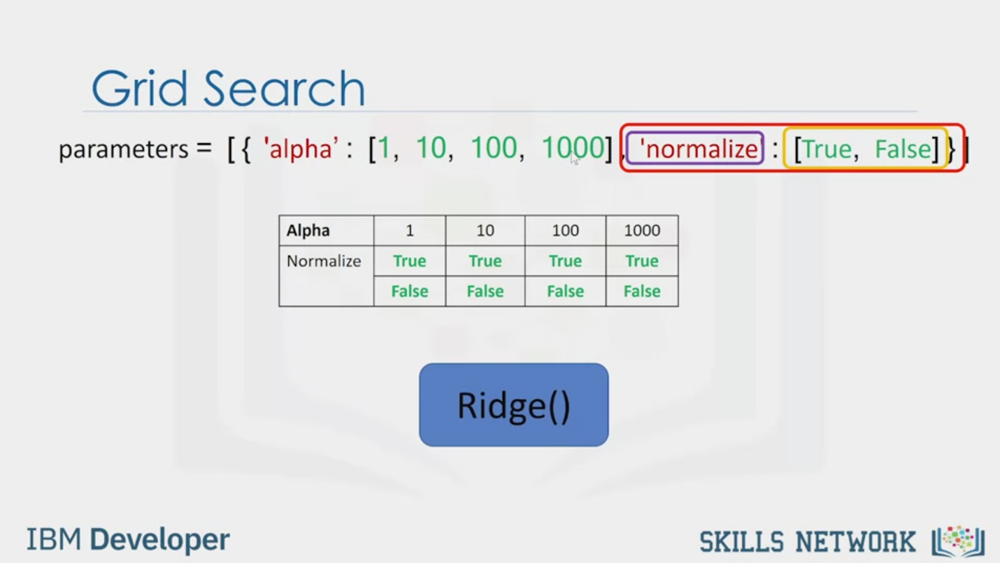 Grid Search
parameters = [{ 'alpha' : [1, 10, 100, 1000], 'normalize' : [True, False]}]
Alpha 1 10 100 1000
Normalize True True True True
False False False False
Ridge()
IBM Developer
SKILLS NETWORK